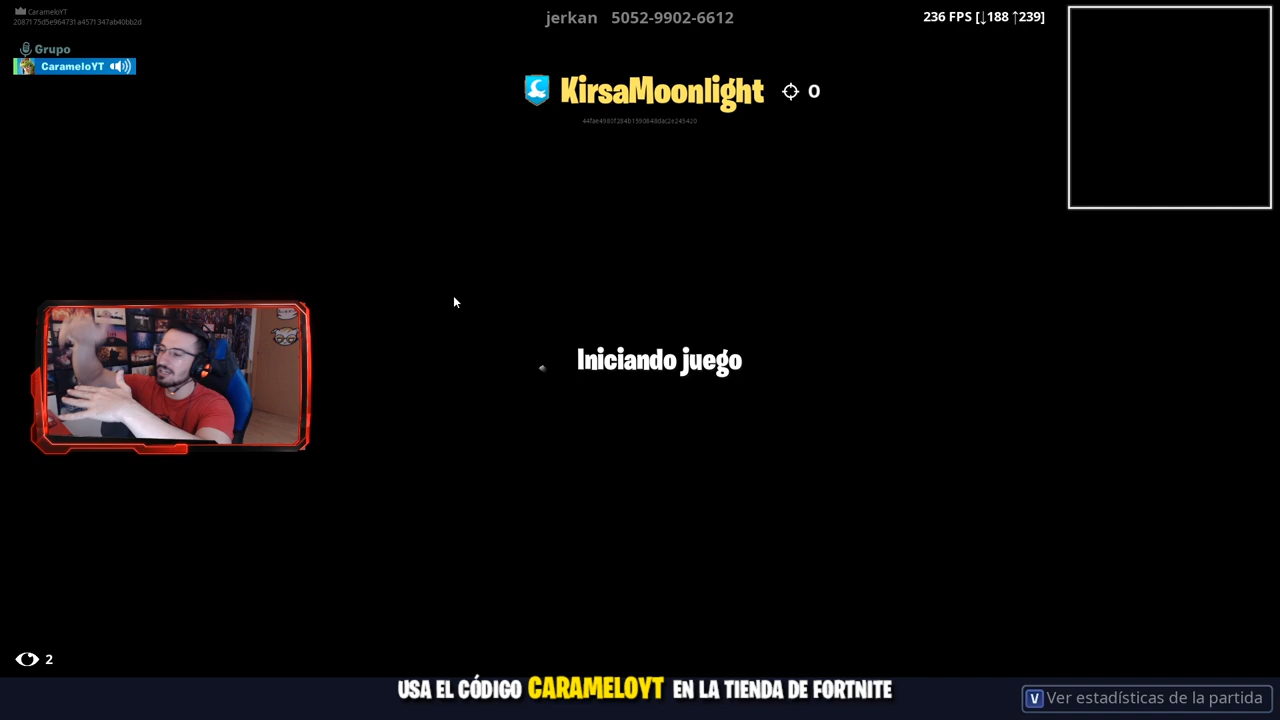 CarameloYT
jerkan 5052-9902-6612
236 FPS [↓188 ↑239]
Grupo
CarameloYT
KirsaMoonlight 0
Iniciando juego
2
USA EL CÓDIGO CARAMELOYT EN LA TIENDA DE FORTNITE
V Ver estadísticas de la partida